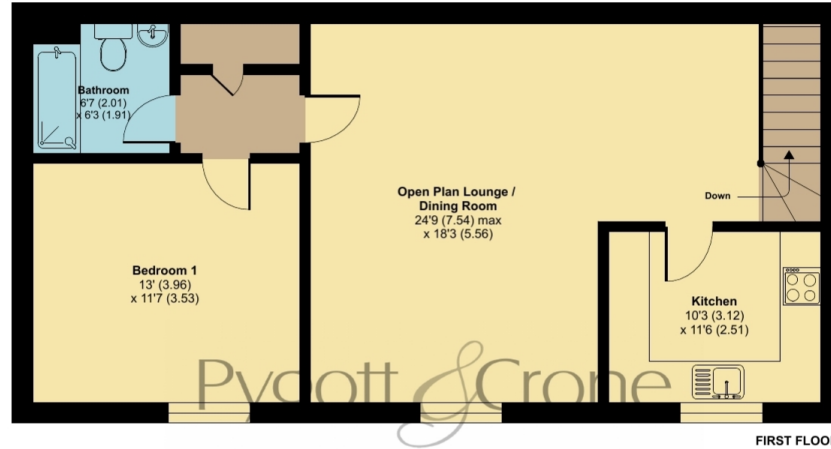 Bathroom
6'7 (2.01)
x 6'3 (1.91)
Open Plan Lounge /
Dining Room
24'9 (7.54) max
x 18'3 (5.56)
Down
Bedroom 1
13' (3.96)
x 11'7 (3.53)
Kitchen
10'3 (3.12)
x 11'6 (2.51)
Pygott & Crone
FIRST FLOO